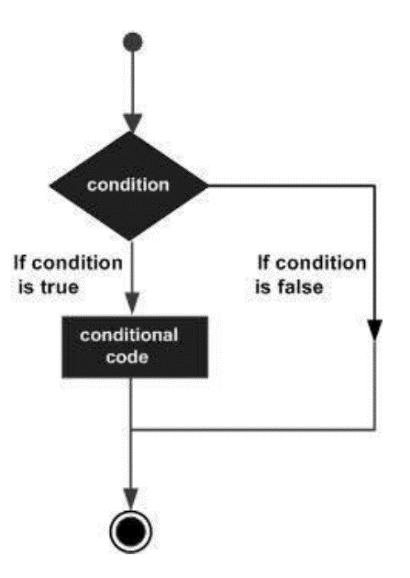 condition
If condition
is true
If condition
is false
conditional
code